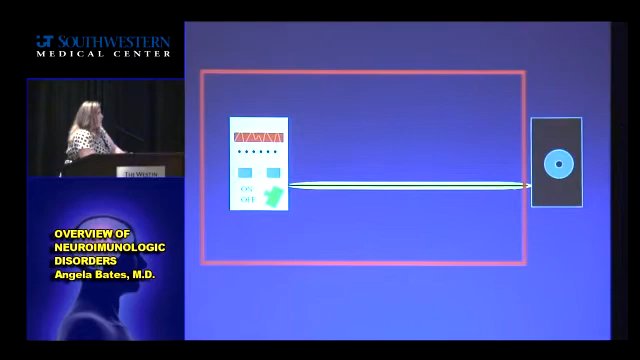 UT SOUTHWESTERN
MEDICAL CENTER
THE WESTIN
OVERVIEW OF
NEUROIMUNOLOGIC
DISORDERS
Angela Bates, M.D.
ON
OFF